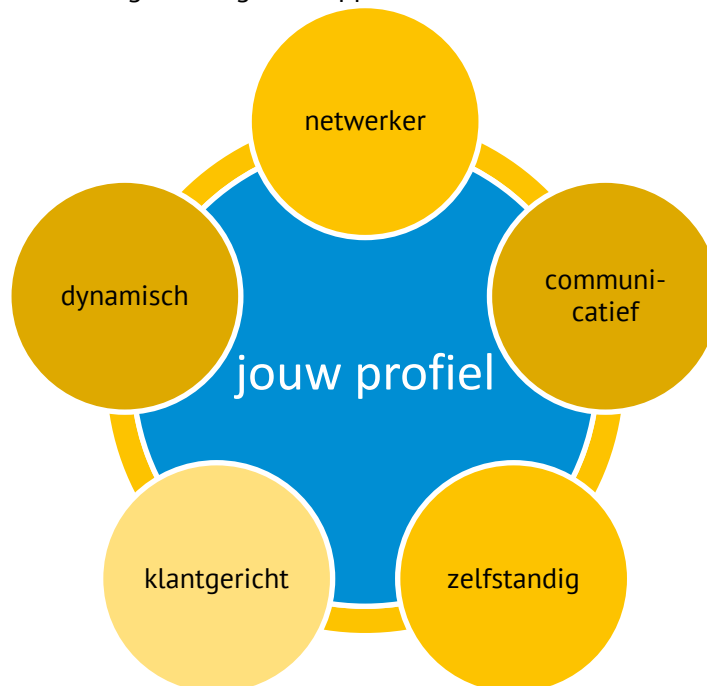 netwerker
communi-
catief
dynamisch
jouw profiel
klantgericht
zelfstandig